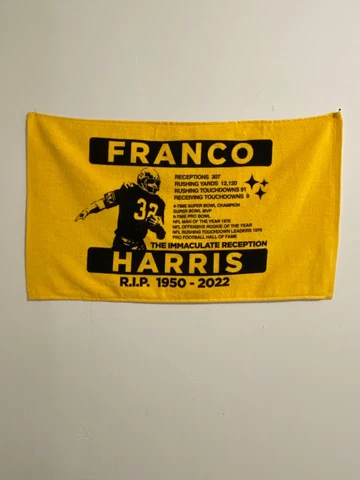 FRANCO
RECEPTIONS 307
RUSHING YARDS 12,120
RUSHING TOUCHDOWNS 91
RECEIVING TOUCHDOWNS 9
4-TIME SUPER BOWL CHAMPION
SUPER BOWL MVP
9-TIME PRO BOWL
NFL MAN OF THE YEAR 1976
NFL OFFENSIVE ROOKIE OF THE YEAR
NFL RUSHING TOUCHDOWN LEADERS 1976
PRO FOOTBALL HALL OF FAME
32
THE IMMACULATE RECEPTION
HARRIS
R.I.P. 1950 - 2022